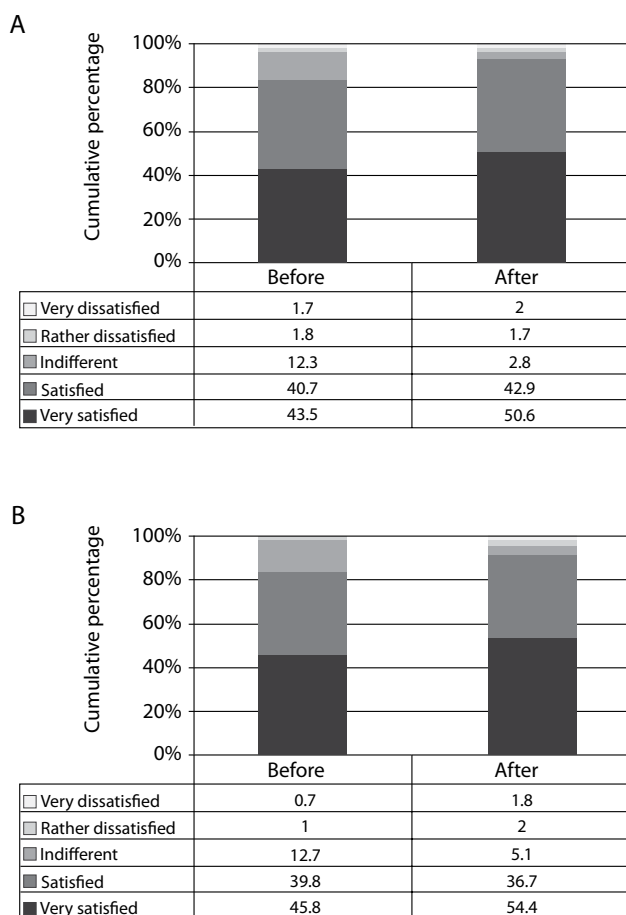 A
Cumulative percentage
100%
80%
60%
40%
20%
0%
Before After
Very dissatisfied 1.7 2
Rather dissatisfied 1.8 1.7
Indifferent 12.3 2.8
Satisfied 40.7 42.9
Very satisfied 43.5 50.6
B
Cumulative percentage
100%
80%
60%
40%
20%
0%
Before After
Very dissatisfied 0.7 1.8
Rather dissatisfied 1 2
Indifferent 12.7 5.1
Satisfied 39.8 36.7
Very satisfied 45.8 54.4